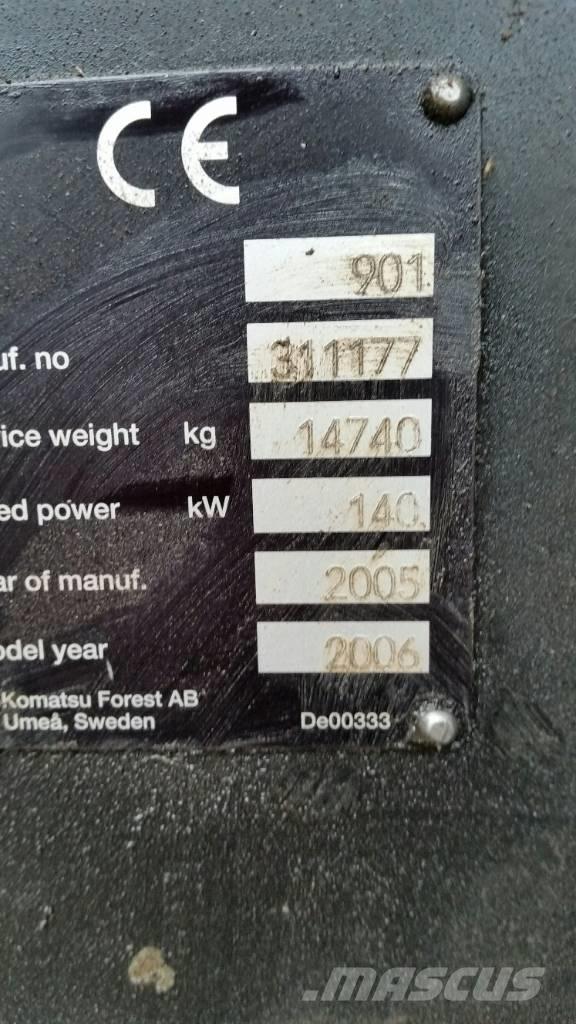 CE
901
uf. no 311177
ice weight kg 14740
ed power kW 140
ar of manuf. 2005
odel year 2006
Komatsu Forest AB
Umeå, Sweden De00333
MASCUS